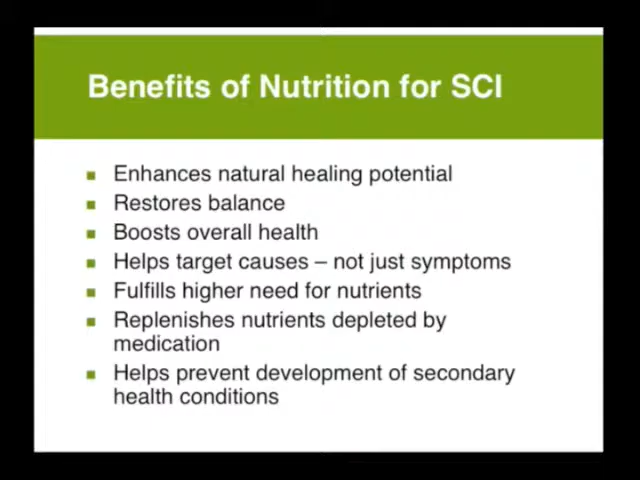 Benefits of Nutrition for SCI
Enhances natural healing potential
Restores balance
Boosts overall health
Helps target causes – not just symptoms
Fulfills higher need for nutrients
Replenishes nutrients depleted by
medication
Helps prevent development of secondary
health conditions